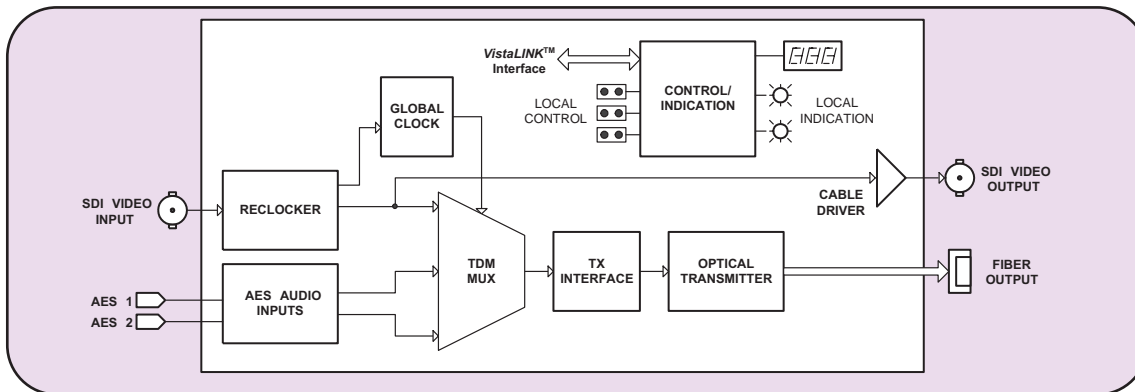 VistaLINK™
Interface
CONTROL/
INDICATION
LOCAL
CONTROL
LOCAL
INDICATION
GLOBAL
CLOCK
SDI VIDEO
INPUT
RECLOCKER
CABLE
DRIVER
SDI VIDEO
OUTPUT
TDM
MUX
TX
INTERFACE
OPTICAL
TRANSMITTER
FIBER
OUTPUT
AES 1
AES 2
AES AUDIO
INPUTS